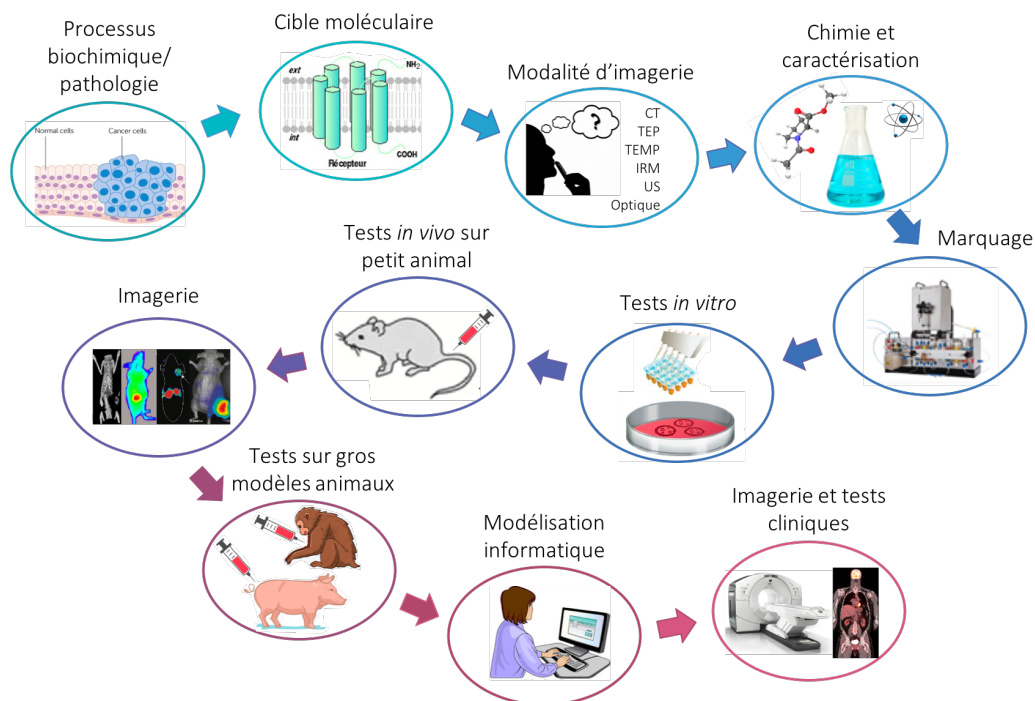 Processus
biochimique/
pathologie
Normal cells
Cancer cells
Cible moléculaire
ext
NH2
int
COOH
Récepteur
Modalité d’imagerie
?
CT
TEP
TEMP
IRM
US
Optique
Chimie et
caractérisation
Marquage
Tests in vitro
Tests in vivo sur
petit animal
Imagerie
Tests sur gros
modèles animaux
Modélisation
informatique
Imagerie et tests
cliniques